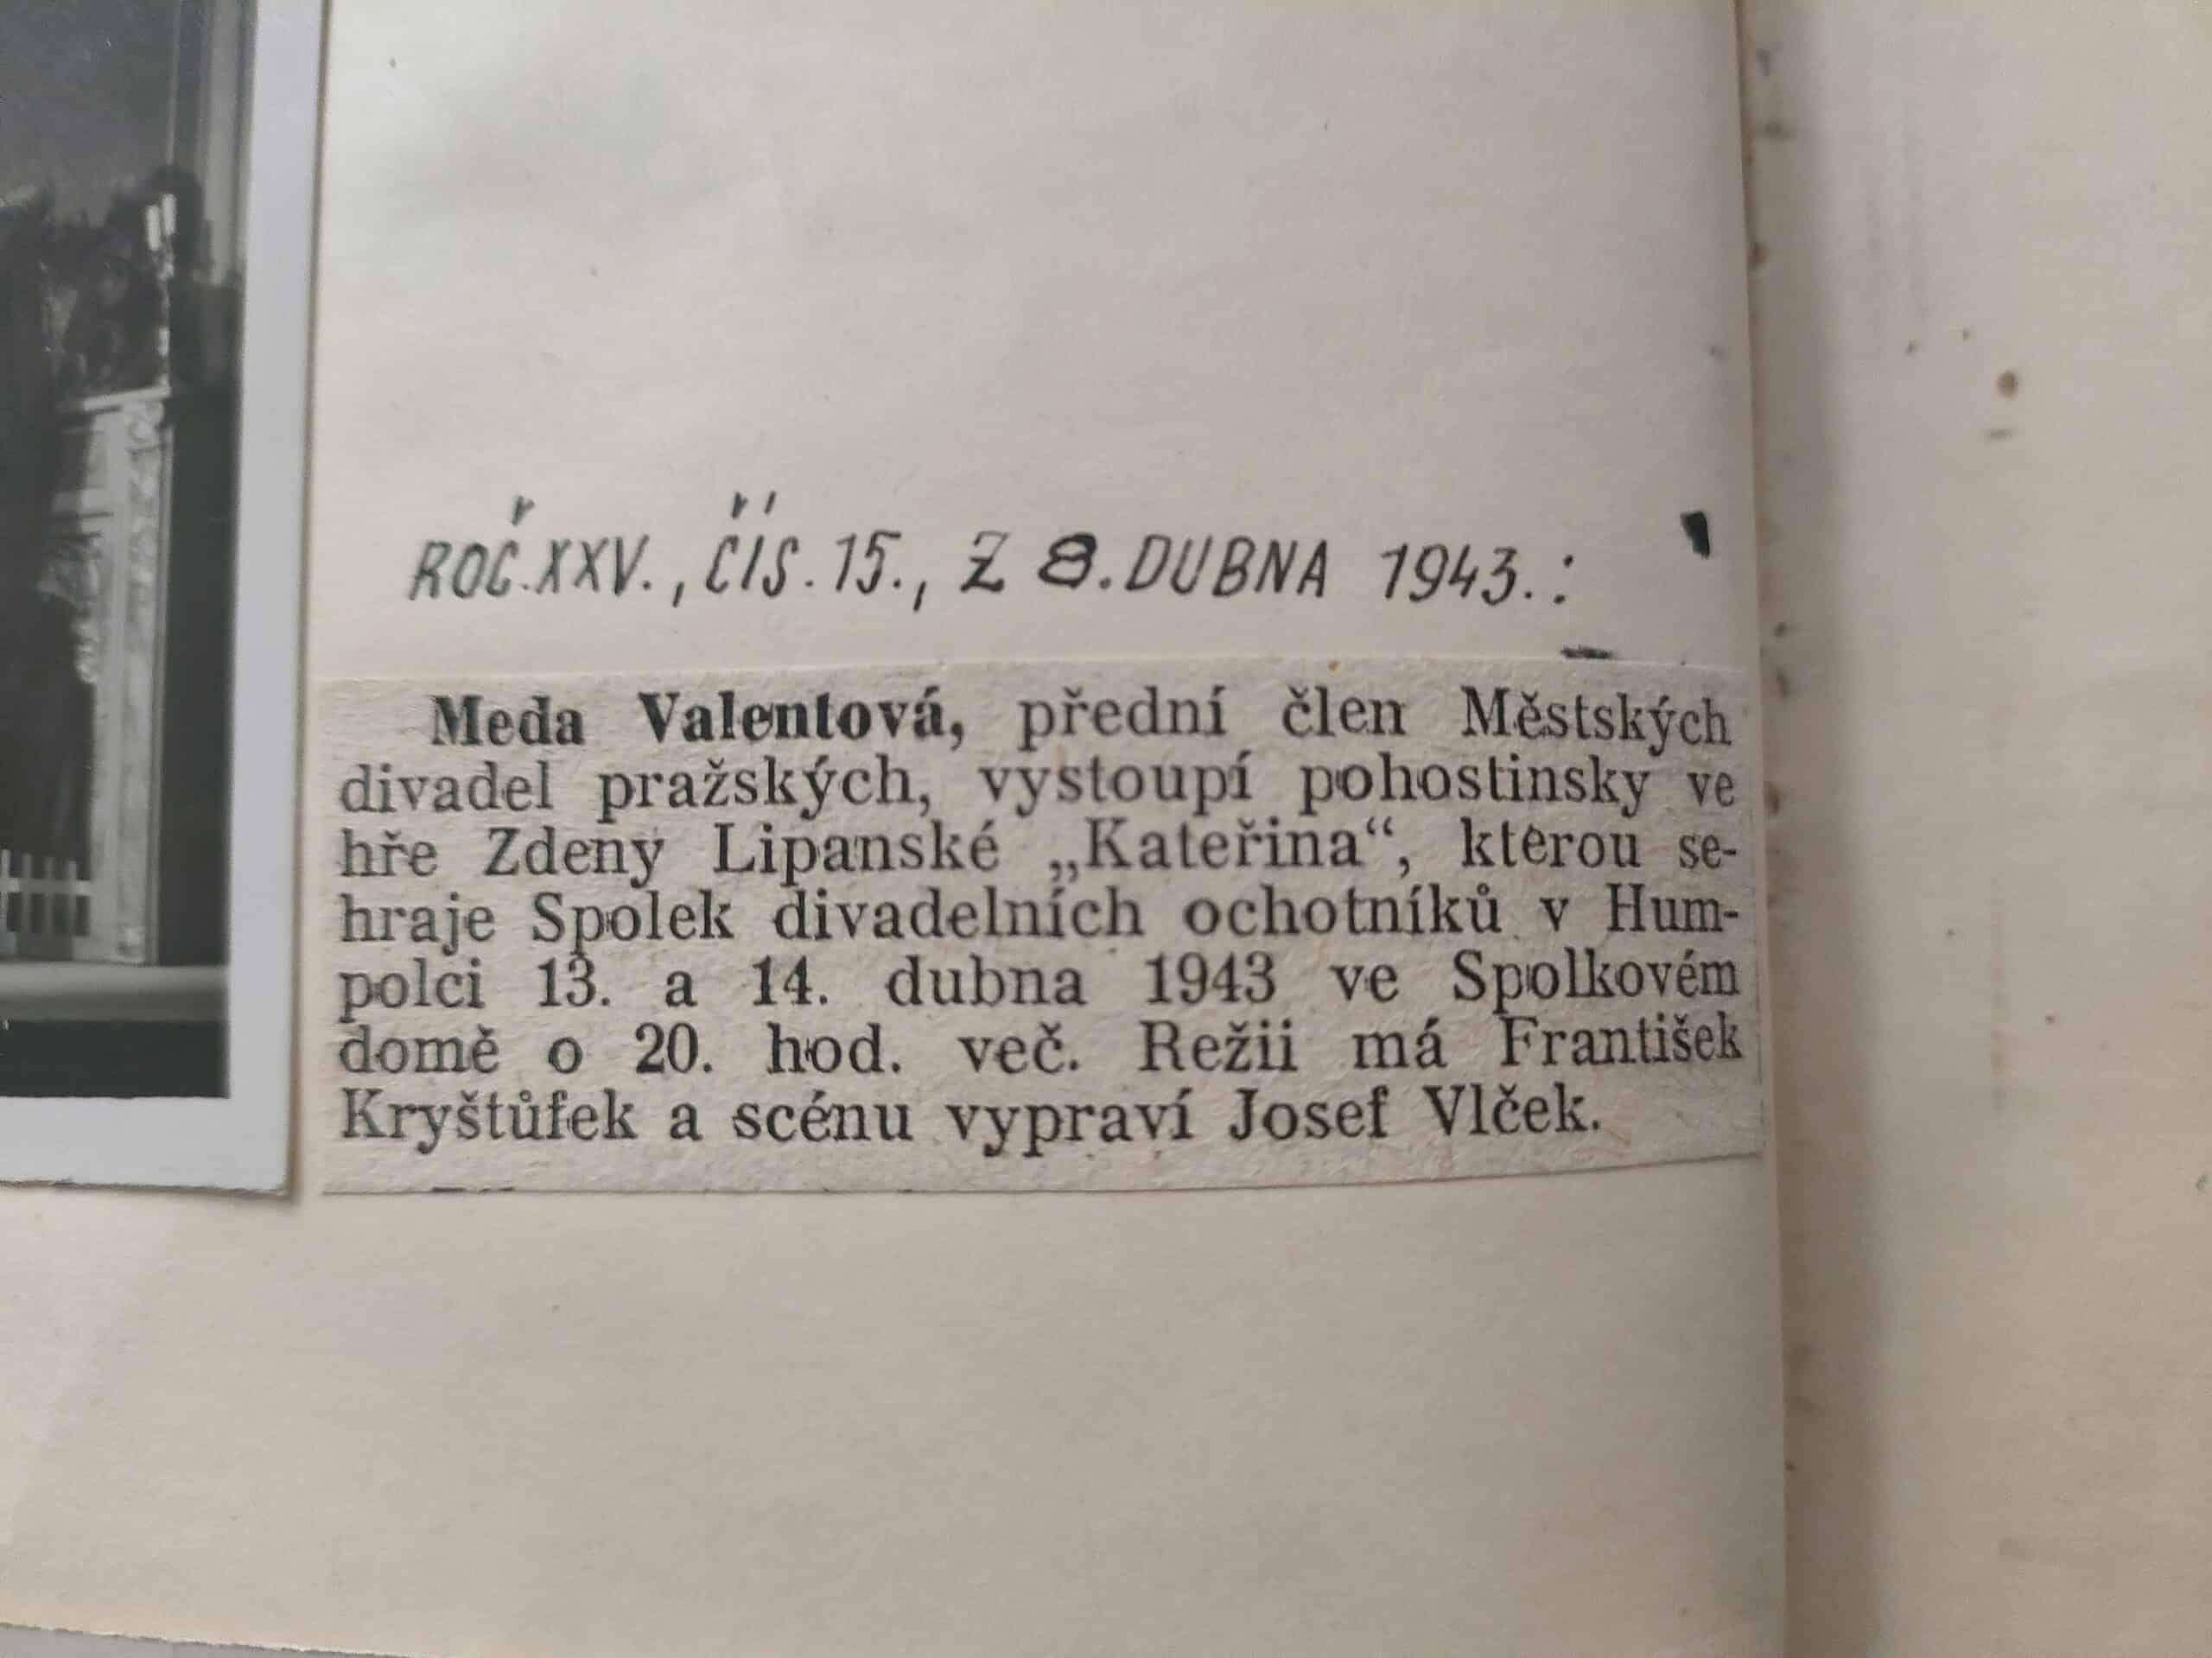 ROČ. XXV., ČÍS. 15., Z 8. DUBNA 1943. :
Meda Valentová, přední člen Městských
divadel pražských, vystoupí pohostinsky ve
hře Zdeny Lipanské „Kateřina“, kterou se-
hraje Spolek divadelních ochotníků v Hum-
polci 13. a 14. dubna 1943 ve Spolkovém
domě o 20. hod. več. Režii má František
Kryštůfek a scénu vypraví Josef Vlček.